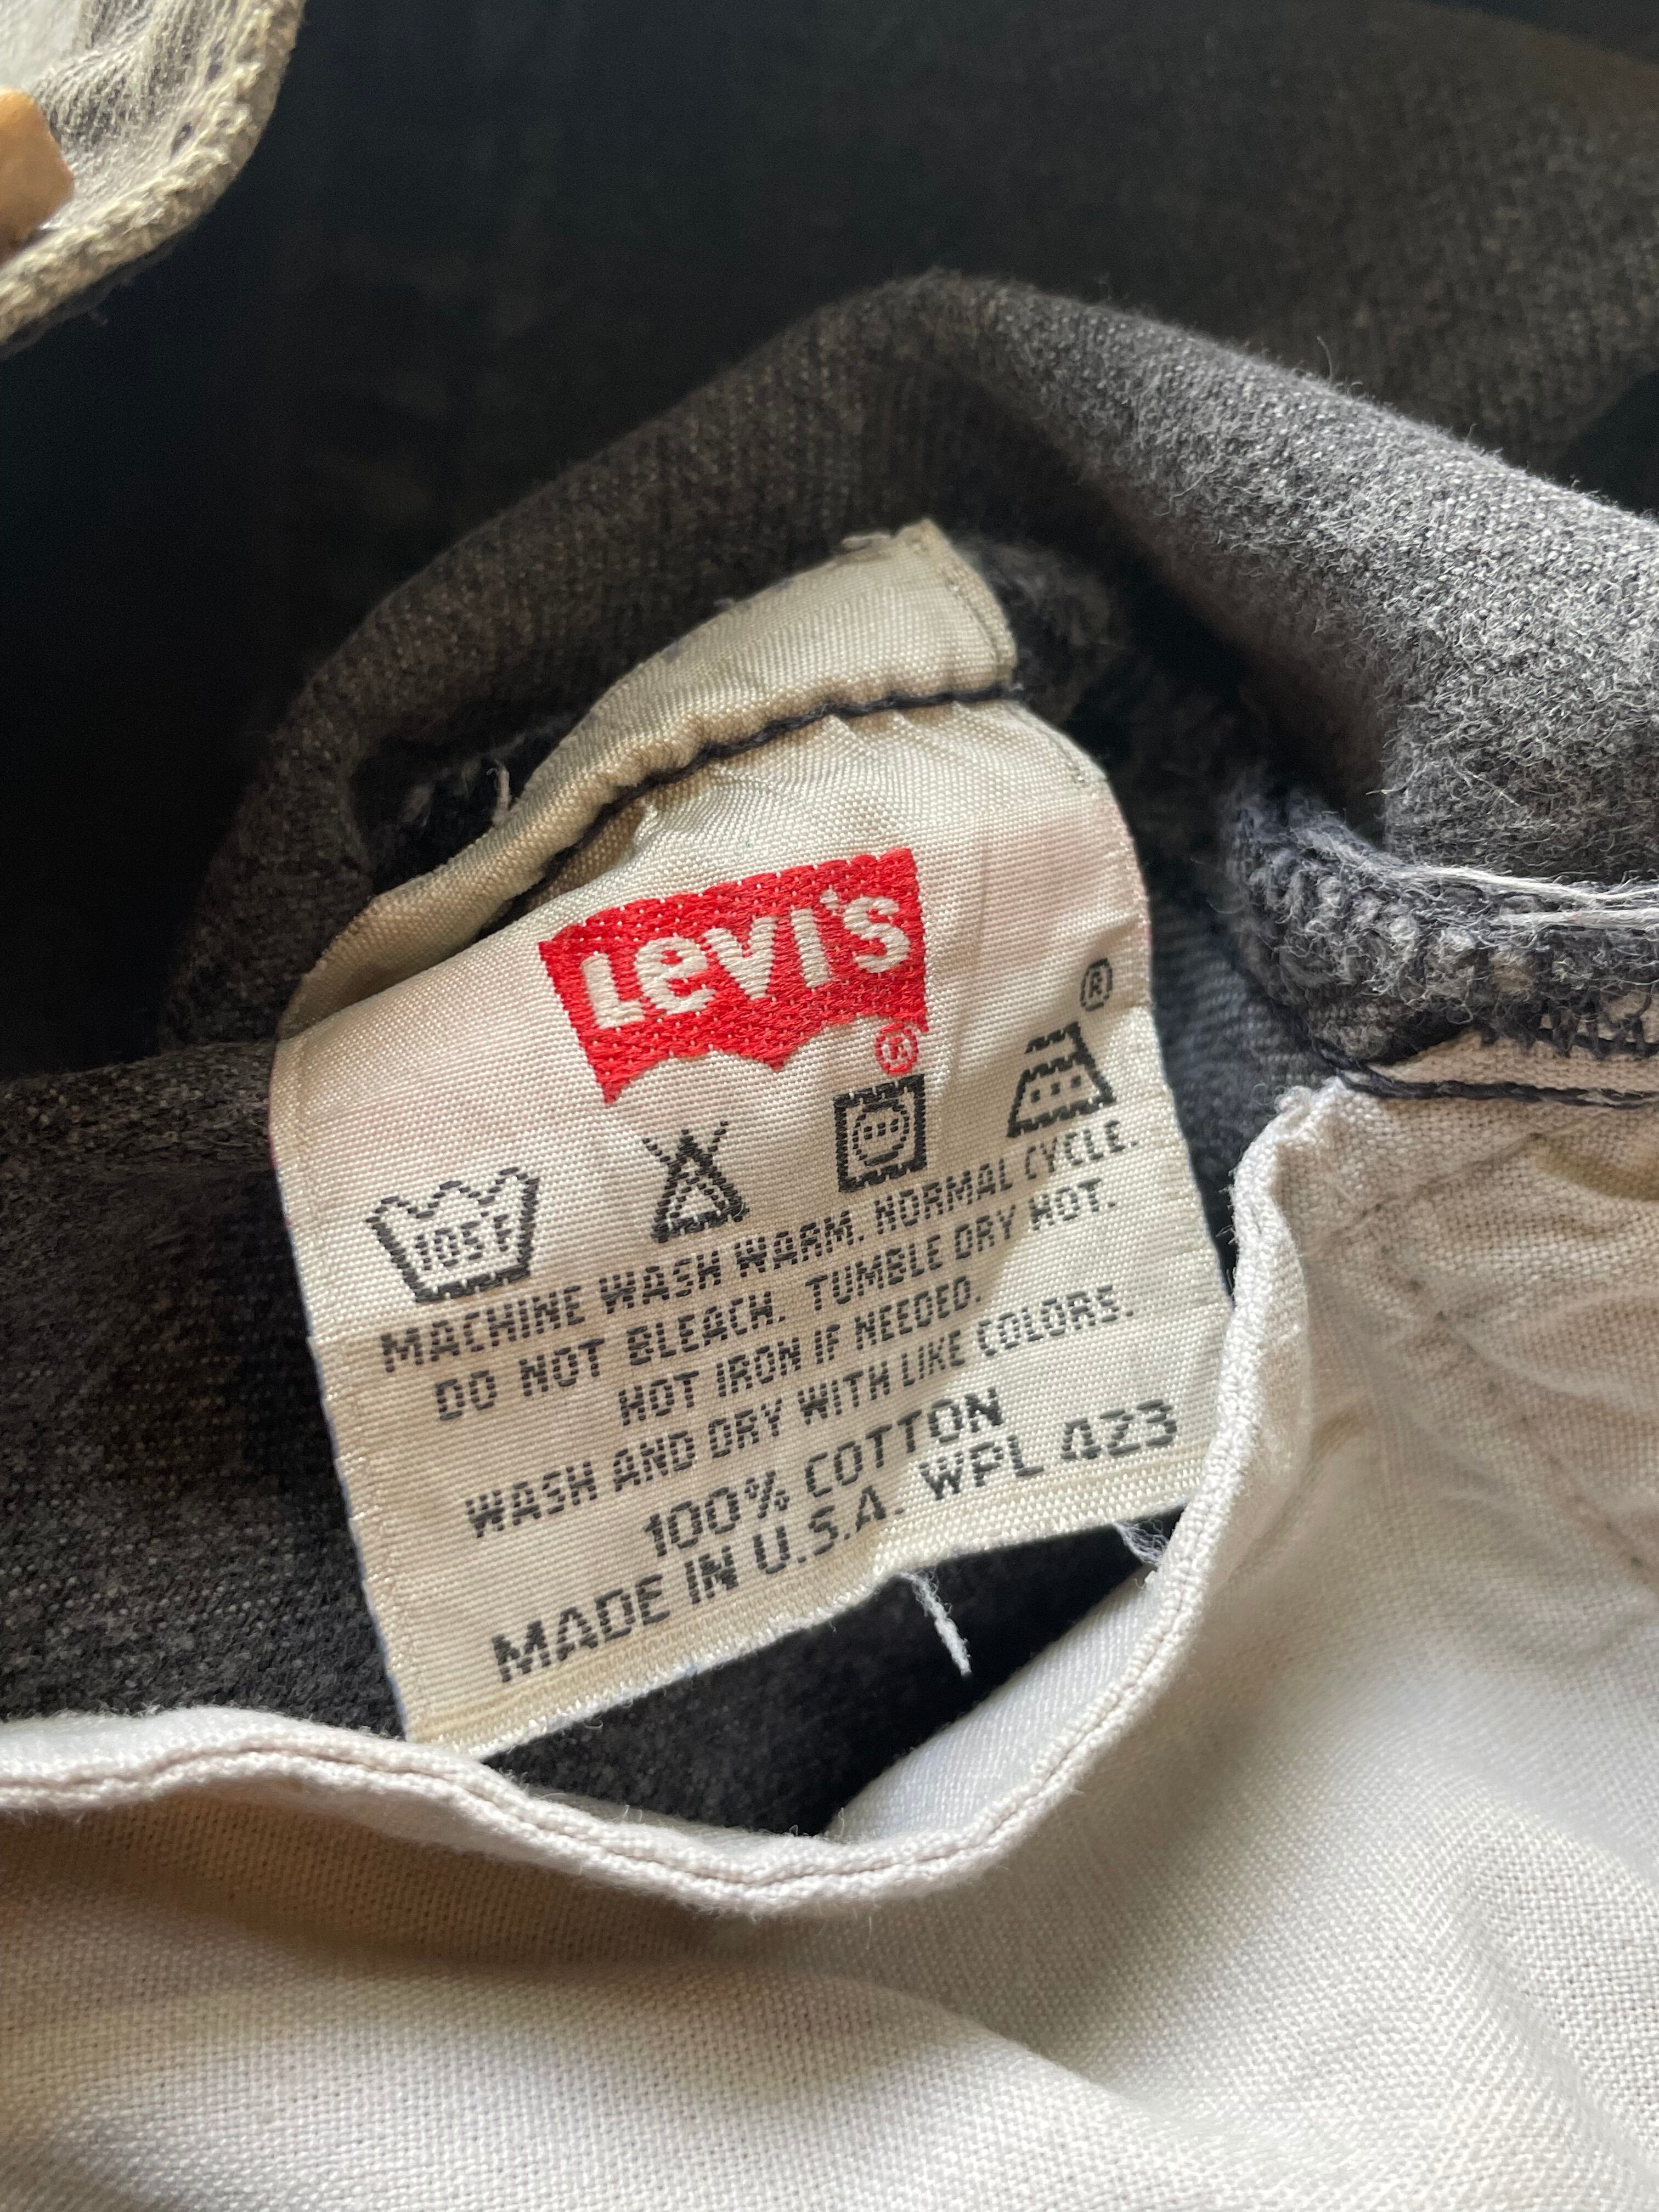 Levi's
®
®
105°F
MACHINE WASH WARM. NORMAL CYCLE.
DO NOT BLEACH. TUMBLE DRY HOT.
HOT IRON IF NEEDED.
WASH AND DRY WITH LIKE COLORS.
100% COTTON
MADE IN U.S.A. WPL 423